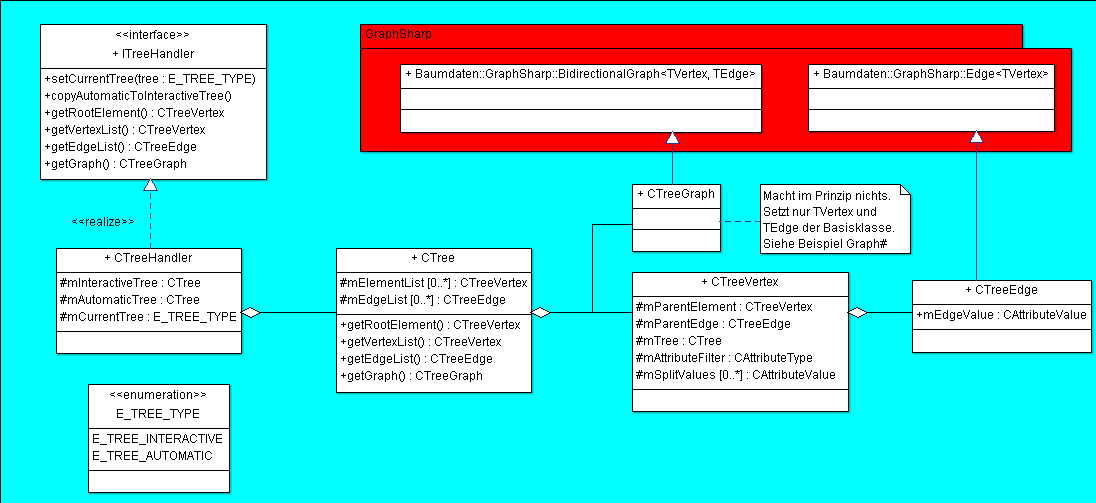 <<interface>>
+ ITreeHandler
+setCurrentTree(tree : E_TREE_TYPE)
+copyAutomaticToInteractiveTree()
+getRootElement() : CTreeVertex
+getVertexList() : CTreeVertex
+getEdgeList() : CTreeEdge
+getGraph() : CTreeGraph
GraphSharp
+ Baumdaten::GraphSharp::BidirectionalGraph<TVertex, TEdge>
+ Baumdaten::GraphSharp::Edge<TVertex>
<<realize>>
+ CTreeGraph
Macht im Prinzip nichts.
Setzt nur TVertex und
TEdge der Basisklasse.
Siehe Beispiel Graph#
+ CTreeHandler
#mInteractiveTree : CTree
#mAutomaticTree : CTree
#mCurrentTree : E_TREE_TYPE
+ CTree
#mElementList [0..*] : CTreeVertex
#mEdgeList [0..*] : CTreeEdge
+getRootElement() : CTreeVertex
+getVertexList() : CTreeVertex
+getEdgeList() : CTreeEdge
+getGraph() : CTreeGraph
+ CTreeVertex
#mParentElement : CTreeVertex
#mParentEdge : CTreeEdge
#mTree : CTree
#mAttributeFilter : CAttributeType
#mSplitValues [0..*] : CAttributeValue
+ CTreeEdge
+mEdgeValue : CAttributeValue
<<enumeration>>
E_TREE_TYPE
E_TREE_INTERACTIVE
E_TREE_AUTOMATIC